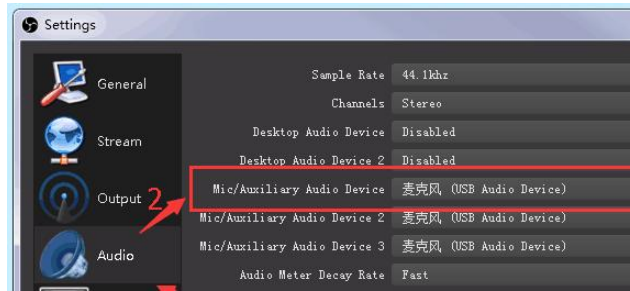 Settings
General
Sample Rate 44.1khz
Channels Stereo
Stream
Desktop Audio Device Disabled
Desktop Audio Device 2 Disabled
Output 2
Mic/Auxiliary Audio Device 麦克风 (USB Audio Device)
Mic/Auxiliary Audio Device 2 麦克风 (USB Audio Device)
Audio
Mic/Auxiliary Audio Device 3 麦克风 (USB Audio Device)
Audio Meter Decay Rate Fast